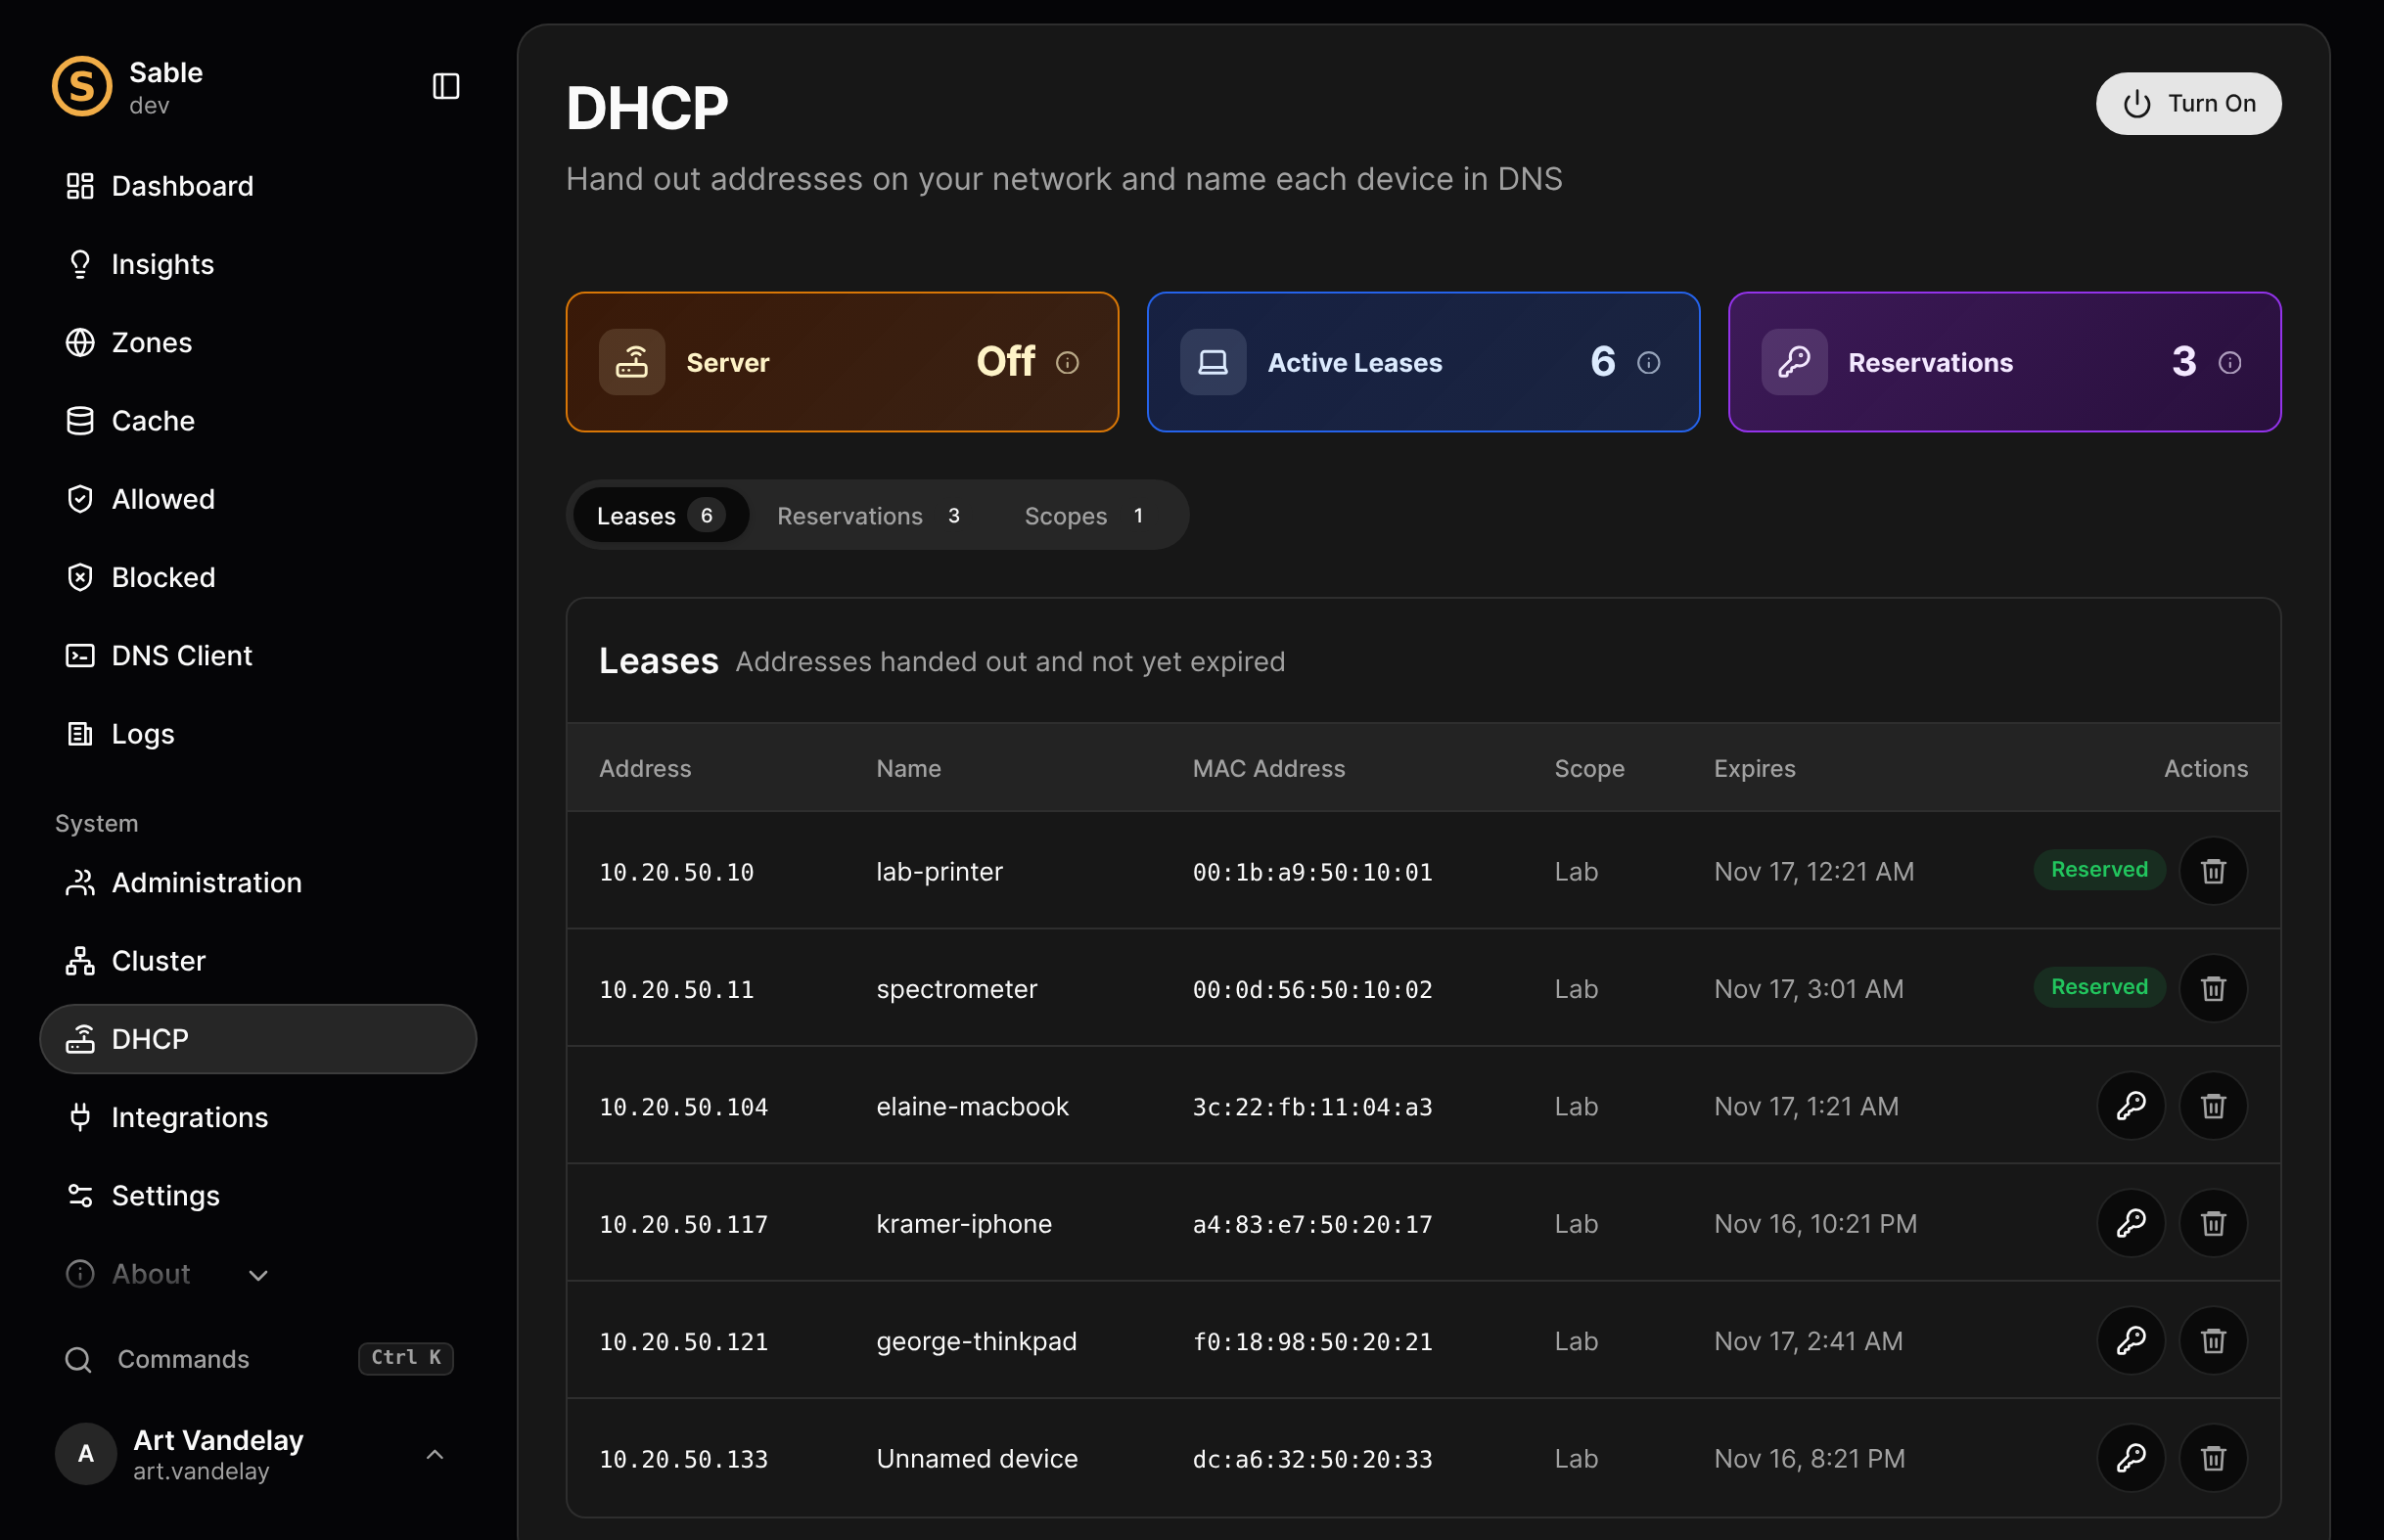 S
Sable
dev
Dashboard
Insights
Zones
Cache
Allowed
Blocked
DNS Client
Logs
System
Administration
Cluster
DHCP
Integrations
Settings
About
Commands Ctrl K
A
Art Vandelay
art.vandelay
DHCP
Turn On
Hand out addresses on your network and name each device in DNS
Server Off
Active Leases 6
Reservations 3
Leases 6 Reservations 3 Scopes 1
Leases Addresses handed out and not yet expired
Address Name MAC Address Scope Expires Actions
10.20.50.10 lab-printer 00:1b:a9:50:10:01 Lab Nov 17, 12:21 AM Reserved
10.20.50.11 spectrometer 00:0d:56:50:10:02 Lab Nov 17, 3:01 AM Reserved
10.20.50.104 elaine-macbook 3c:22:fb:11:04:a3 Lab Nov 17, 1:21 AM
10.20.50.117 kramer-iphone a4:83:e7:50:20:17 Lab Nov 16, 10:21 PM
10.20.50.121 george-thinkpad f0:18:98:50:20:21 Lab Nov 17, 2:41 AM
10.20.50.133 Unnamed device dc:a6:32:50:20:33 Lab Nov 16, 8:21 PM